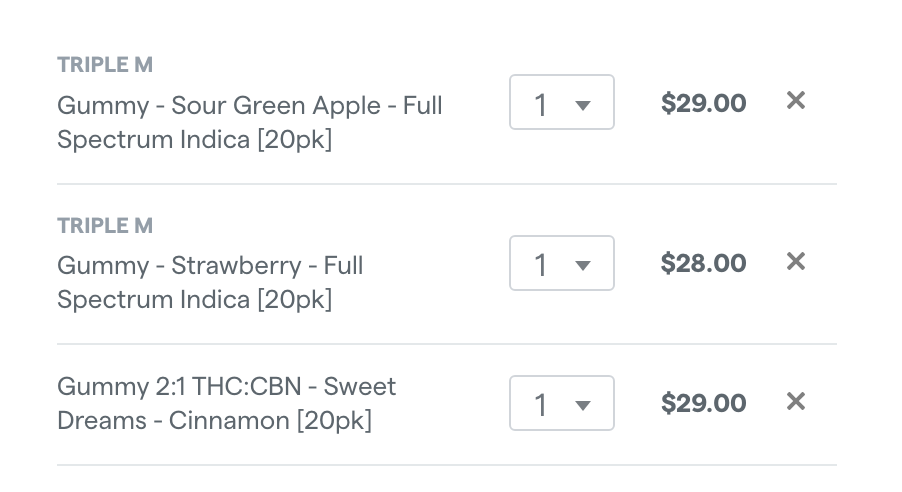 TRIPLE M
Gummy - Sour Green Apple - Full
Spectrum Indica [20pk]
1
$29.00
TRIPLE M
Gummy - Strawberry - Full
Spectrum Indica [20pk]
1
$28.00
Gummy 2:1 THC:CBN - Sweet
Dreams - Cinnamon [20pk]
1
$29.00